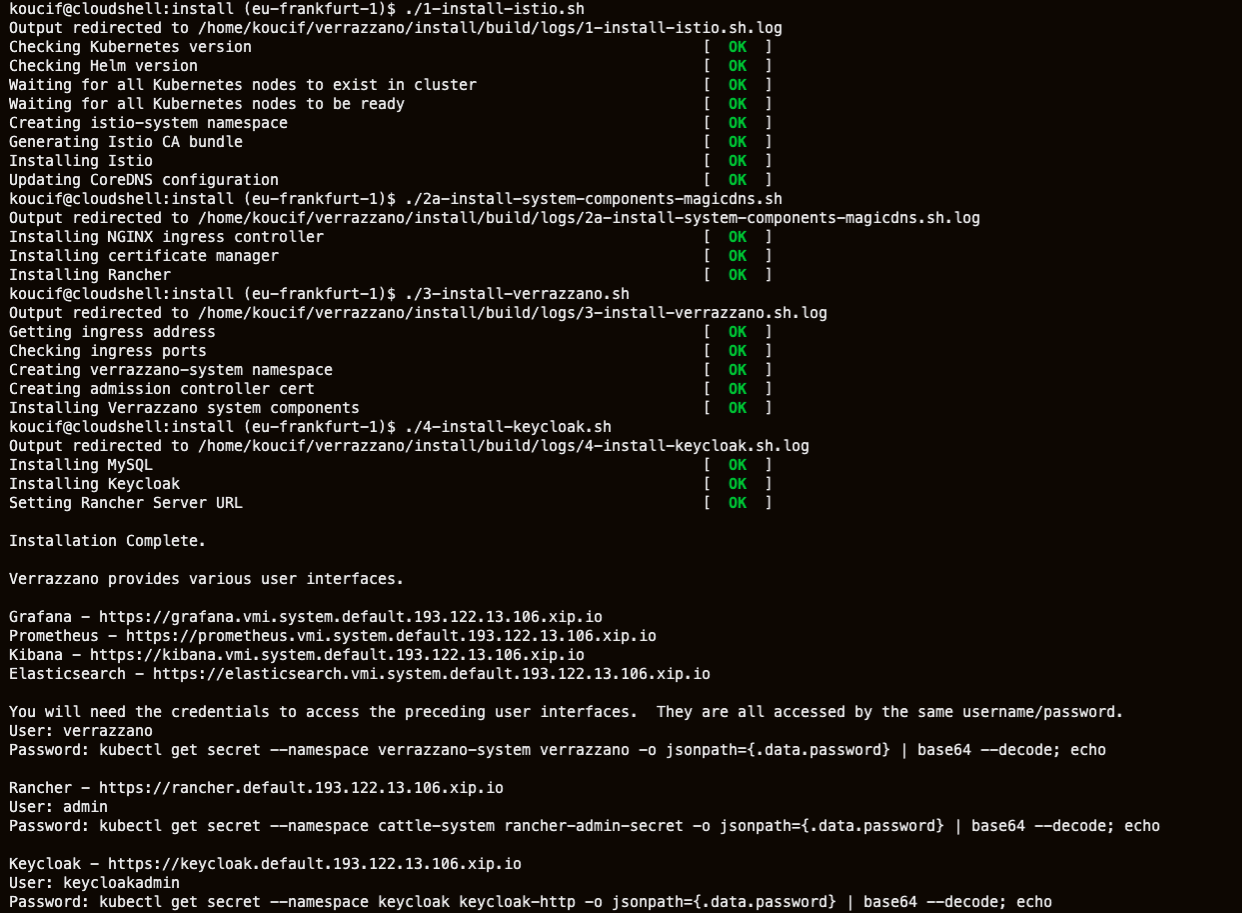 koucif@cloudshell:install (eu-frankfurt-1)$ ./1-install-istio.sh
Output redirected to /home/koucif/verrazzano/install/build/logs/1-install-istio.sh.log
Checking Kubernetes version [ OK ]
Checking Helm version [ OK ]
Waiting for all Kubernetes nodes to exist in cluster [ OK ]
Waiting for all Kubernetes nodes to be ready [ OK ]
Creating istio-system namespace [ OK ]
Generating Istio CA bundle [ OK ]
Installing Istio [ OK ]
Updating CoreDNS configuration [ OK ]
koucif@cloudshell:install (eu-frankfurt-1)$ ./2a-install-system-components-magicdns.sh
Output redirected to /home/koucif/verrazzano/install/build/logs/2a-install-system-components-magicdns.sh.log
Installing NGINX ingress controller [ OK ]
Installing certificate manager [ OK ]
Installing Rancher [ OK ]
koucif@cloudshell:install (eu-frankfurt-1)$ ./3-install-verrazzano.sh
Output redirected to /home/koucif/verrazzano/install/build/logs/3-install-verrazzano.sh.log
Getting ingress address [ OK ]
Checking ingress ports [ OK ]
Creating verrazzano-system namespace [ OK ]
Creating admission controller cert [ OK ]
Installing Verrazzano system components [ OK ]
koucif@cloudshell:install (eu-frankfurt-1)$ ./4-install-keycloak.sh
Output redirected to /home/koucif/verrazzano/install/build/logs/4-install-keycloak.sh.log
Installing MySQL [ OK ]
Installing Keycloak [ OK ]
Setting Rancher Server URL [ OK ]
Installation Complete.
Verrazzano provides various user interfaces.
Grafana - https://grafana.vmi.system.default.193.122.13.106.xip.io
Prometheus - https://prometheus.vmi.system.default.193.122.13.106.xip.io
Kibana - https://kibana.vmi.system.default.193.122.13.106.xip.io
Elasticsearch - https://elasticsearch.vmi.system.default.193.122.13.106.xip.io
You will need the credentials to access the preceding user interfaces.  They are all accessed by the same username/password.
User: verrazzano
Password: kubectl get secret --namespace verrazzano-system verrazzano -o jsonpath={.data.password} | base64 --decode; echo
Rancher - https://rancher.default.193.122.13.106.xip.io
User: admin
Password: kubectl get secret --namespace cattle-system rancher-admin-secret -o jsonpath={.data.password} | base64 --decode; echo
Keycloak - https://keycloak.default.193.122.13.106.xip.io
User: keycloakadmin
Password: kubectl get secret --namespace keycloak keycloak-http -o jsonpath={.data.password} | base64 --decode; echo